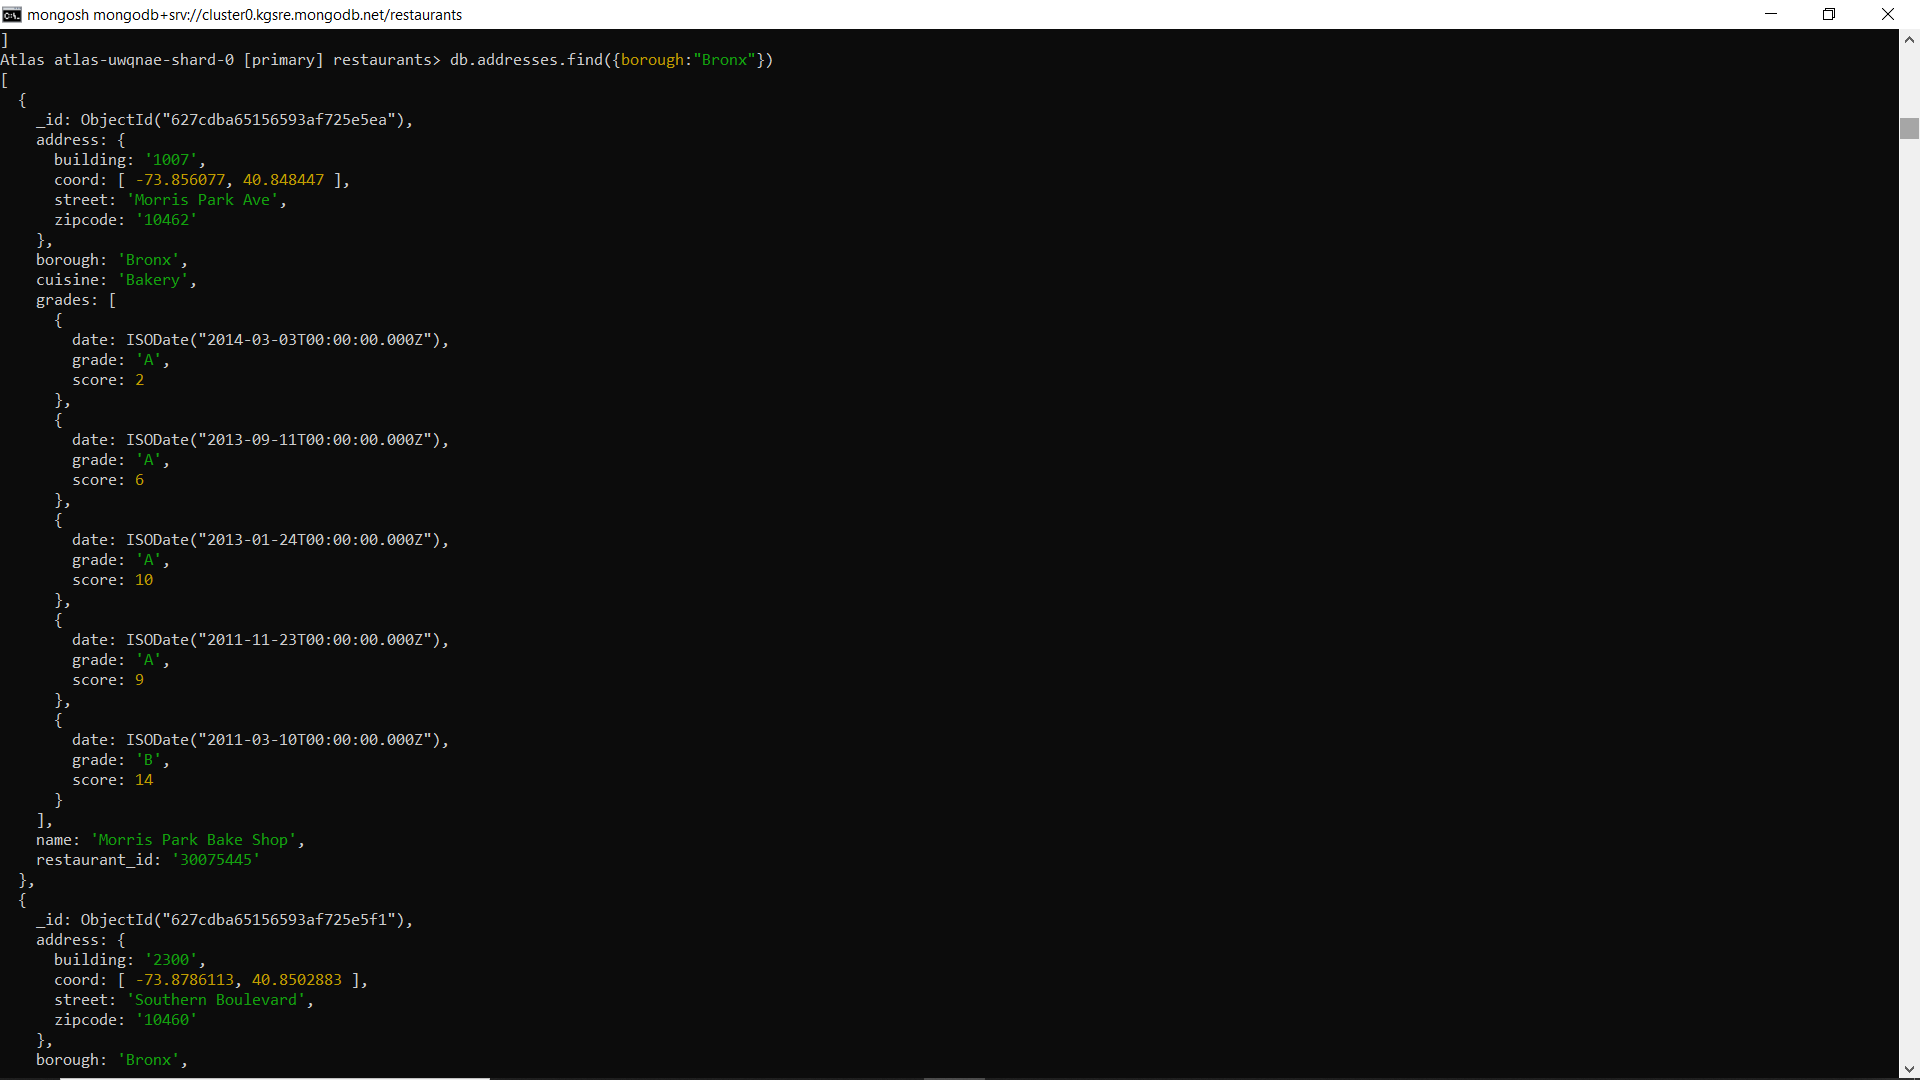 mongosh mongodb+srv://cluster0.kgsre.mongodb.net/restaurants
]
Atlas atlas-uwqnae-shard-0 [primary] restaurants> db.addresses.find({borough:"Bronx"})
[
  {
    _id: ObjectId("627cdba65156593af725e5ea"),
    address: {
      building: '1007',
      coord: [ -73.856077, 40.848447 ],
      street: 'Morris Park Ave',
      zipcode: '10462'
    },
    borough: 'Bronx',
    cuisine: 'Bakery',
    grades: [
      {
        date: ISODate("2014-03-03T00:00:00.000Z"),
        grade: 'A',
        score: 2
      },
      {
        date: ISODate("2013-09-11T00:00:00.000Z"),
        grade: 'A',
        score: 6
      },
      {
        date: ISODate("2013-01-24T00:00:00.000Z"),
        grade: 'A',
        score: 10
      },
      {
        date: ISODate("2011-11-23T00:00:00.000Z"),
        grade: 'A',
        score: 9
      },
      {
        date: ISODate("2011-03-10T00:00:00.000Z"),
        grade: 'B',
        score: 14
      }
    ],
    name: 'Morris Park Bake Shop',
    restaurant_id: '30075445'
  },
  {
    _id: ObjectId("627cdba65156593af725e5f1"),
    address: {
      building: '2300',
      coord: [ -73.8786113, 40.8502883 ],
      street: 'Southern Boulevard',
      zipcode: '10460'
    },
    borough: 'Bronx',